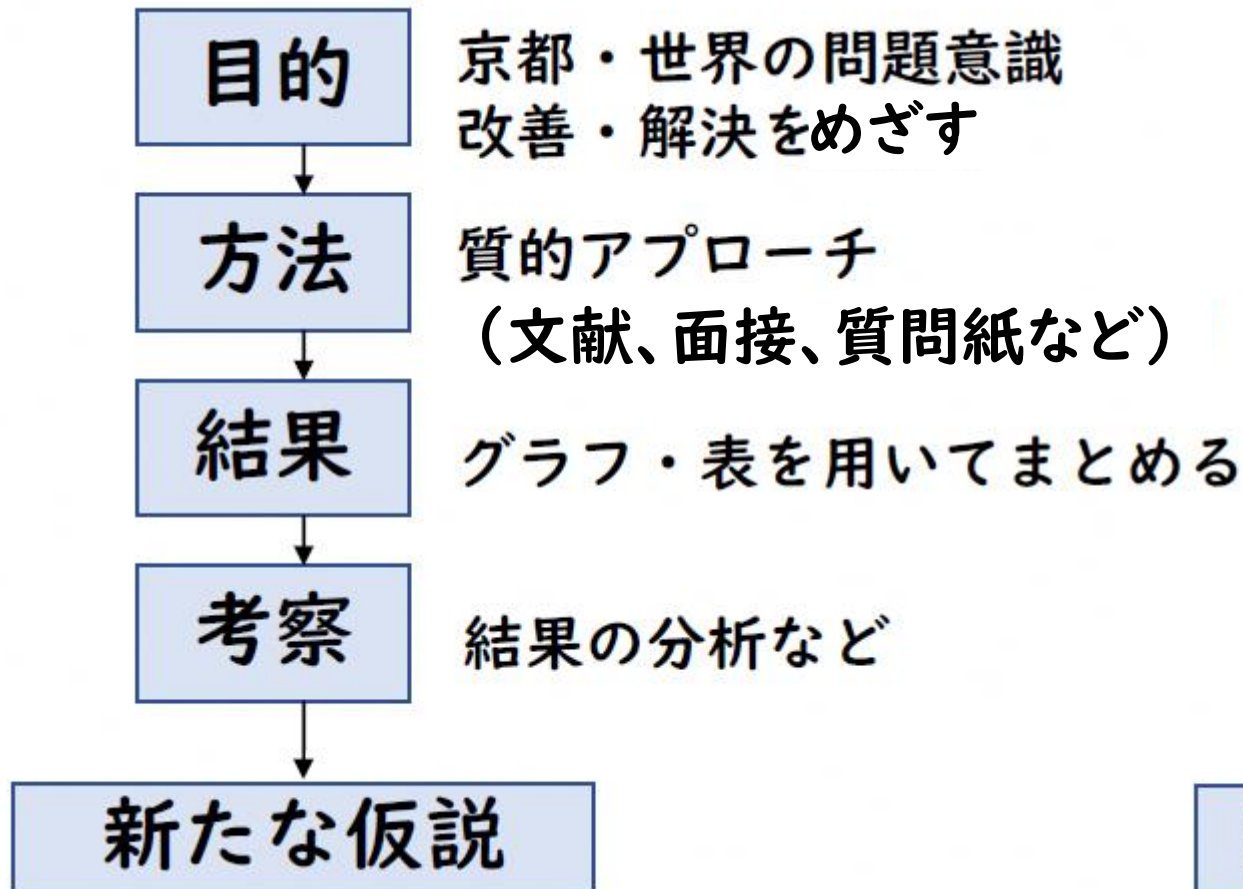 目的
京都・世界の問題意識
改善・解決をめざす
方法
質的アプローチ
（文献、面接、質問紙など）
結果
グラフ・表を用いてまとめる
考察
結果の分析など
新たな仮説